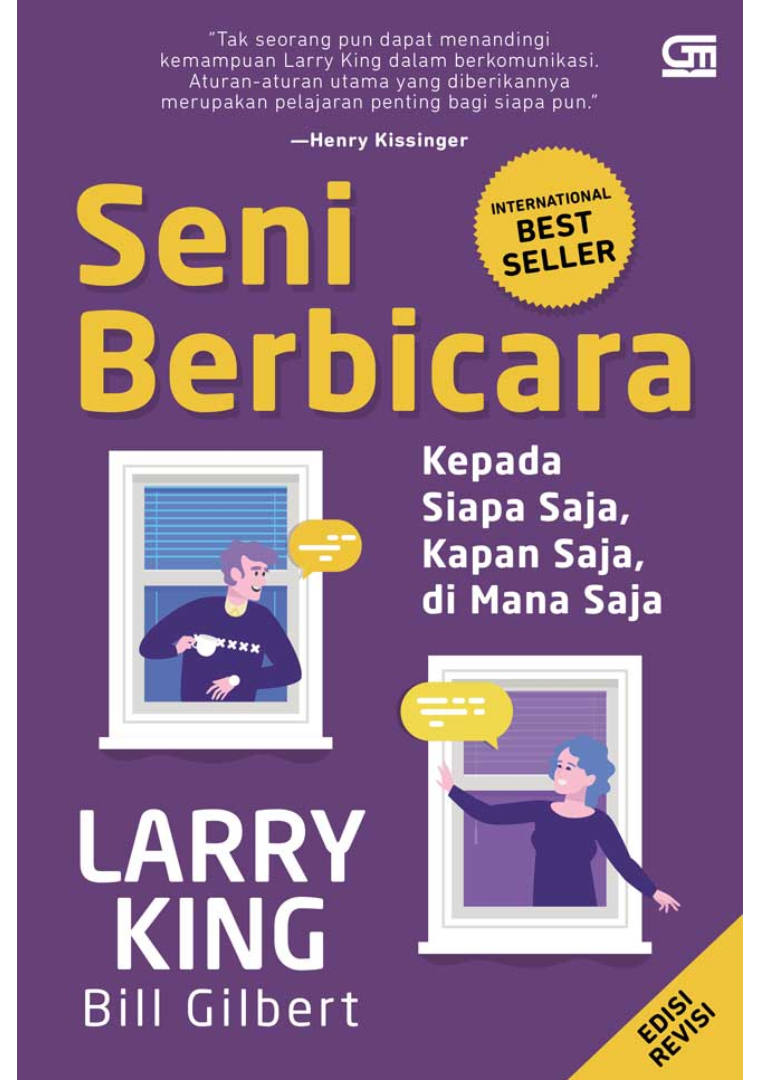 "Tak seorang pun dapat menandingi
kemampuan Larry King dalam berkomunikasi.
Aturan-aturan utama yang diberikannya
merupakan pelajaran penting bagi siapa pun."
—Henry Kissinger
GM
Seni
Berbicara
INTERNATIONAL
BEST
SELLER
Kepada
Siapa Saja,
Kapan Saja,
di Mana Saja
LARRY
KING
Bill Gilbert
EDISI
REVISI